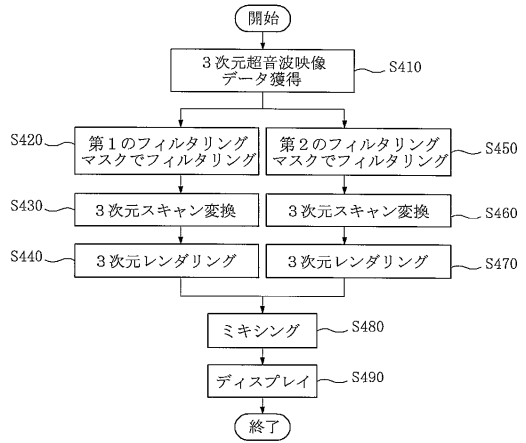 開始
3次元超音波映像
データ獲得
S410
S420
第1のフィルタリング
マスクでフィルタリング
第2のフィルタリング
マスクでフィルタリング
S450
S430
3次元スキャン変換
3次元スキャン変換
S460
S440
3次元レンダリング
3次元レンダリング
S470
ミキシング
S480
ディスプレイ
S490
終了